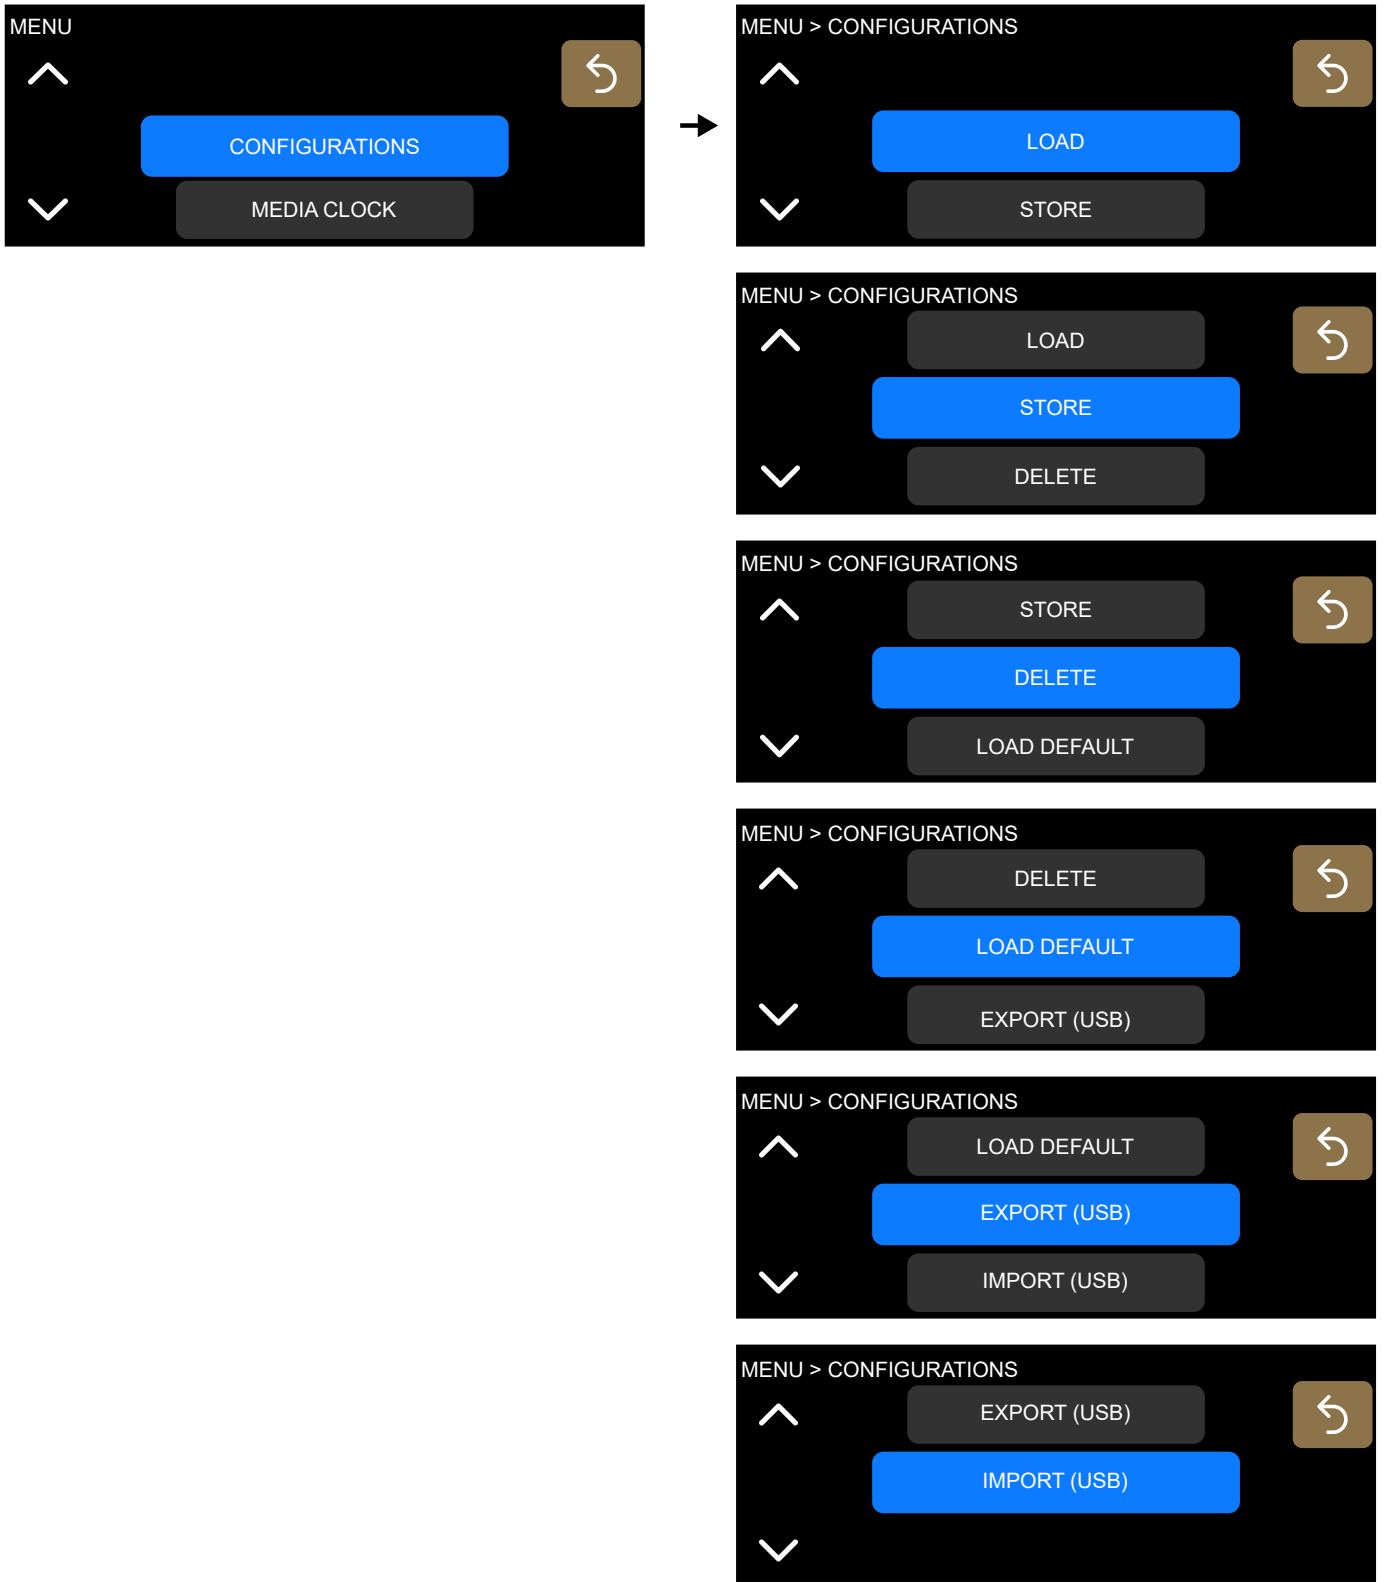 MENU
CONFIGURATIONS
MEDIA CLOCK
MENU > CONFIGURATIONS
LOAD
STORE
MENU > CONFIGURATIONS
LOAD
STORE
DELETE
MENU > CONFIGURATIONS
STORE
DELETE
LOAD DEFAULT
MENU > CONFIGURATIONS
DELETE
LOAD DEFAULT
EXPORT (USB)
MENU > CONFIGURATIONS
LOAD DEFAULT
EXPORT (USB)
IMPORT (USB)
MENU > CONFIGURATIONS
EXPORT (USB)
IMPORT (USB)